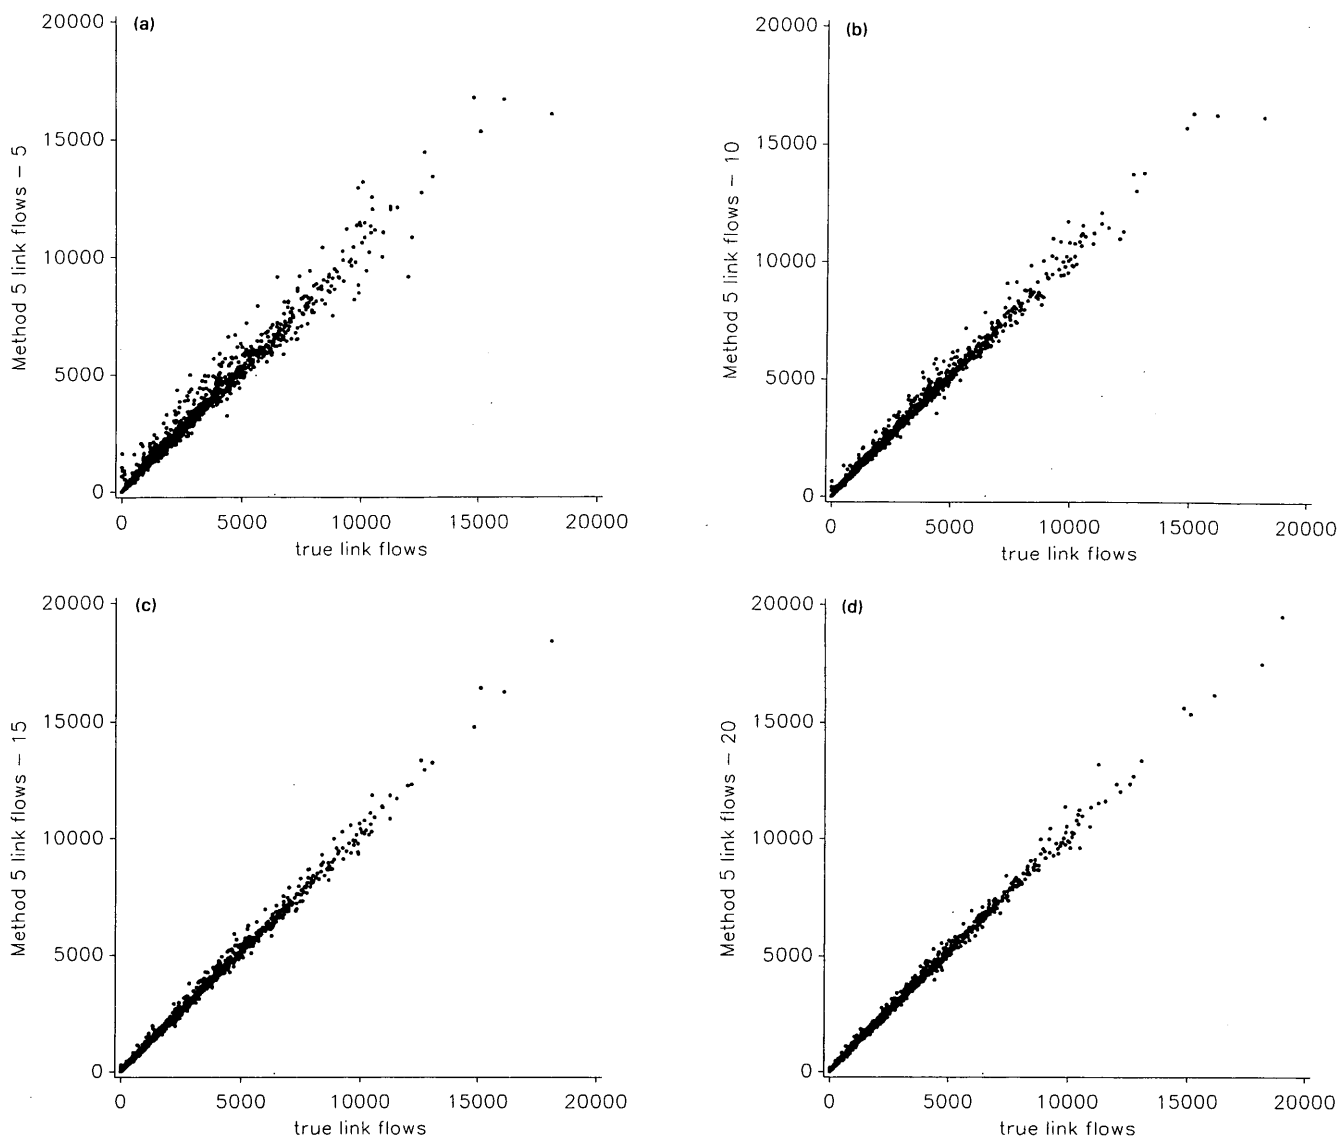 (a)
20000
15000
10000
5000
0
Method 5 link flows – 5
0 5000 10000 15000 20000
true link flows
(b)
20000
15000
10000
5000
0
Method 5 link flows – 10
0 5000 10000 15000 20000
true link flows
(c)
20000
15000
10000
5000
0
Method 5 link flows – 15
0 5000 10000 15000 20000
true link flows
(d)
20000
15000
10000
5000
0
Method 5 link flows – 20
0 5000 10000 15000 20000
true link flows